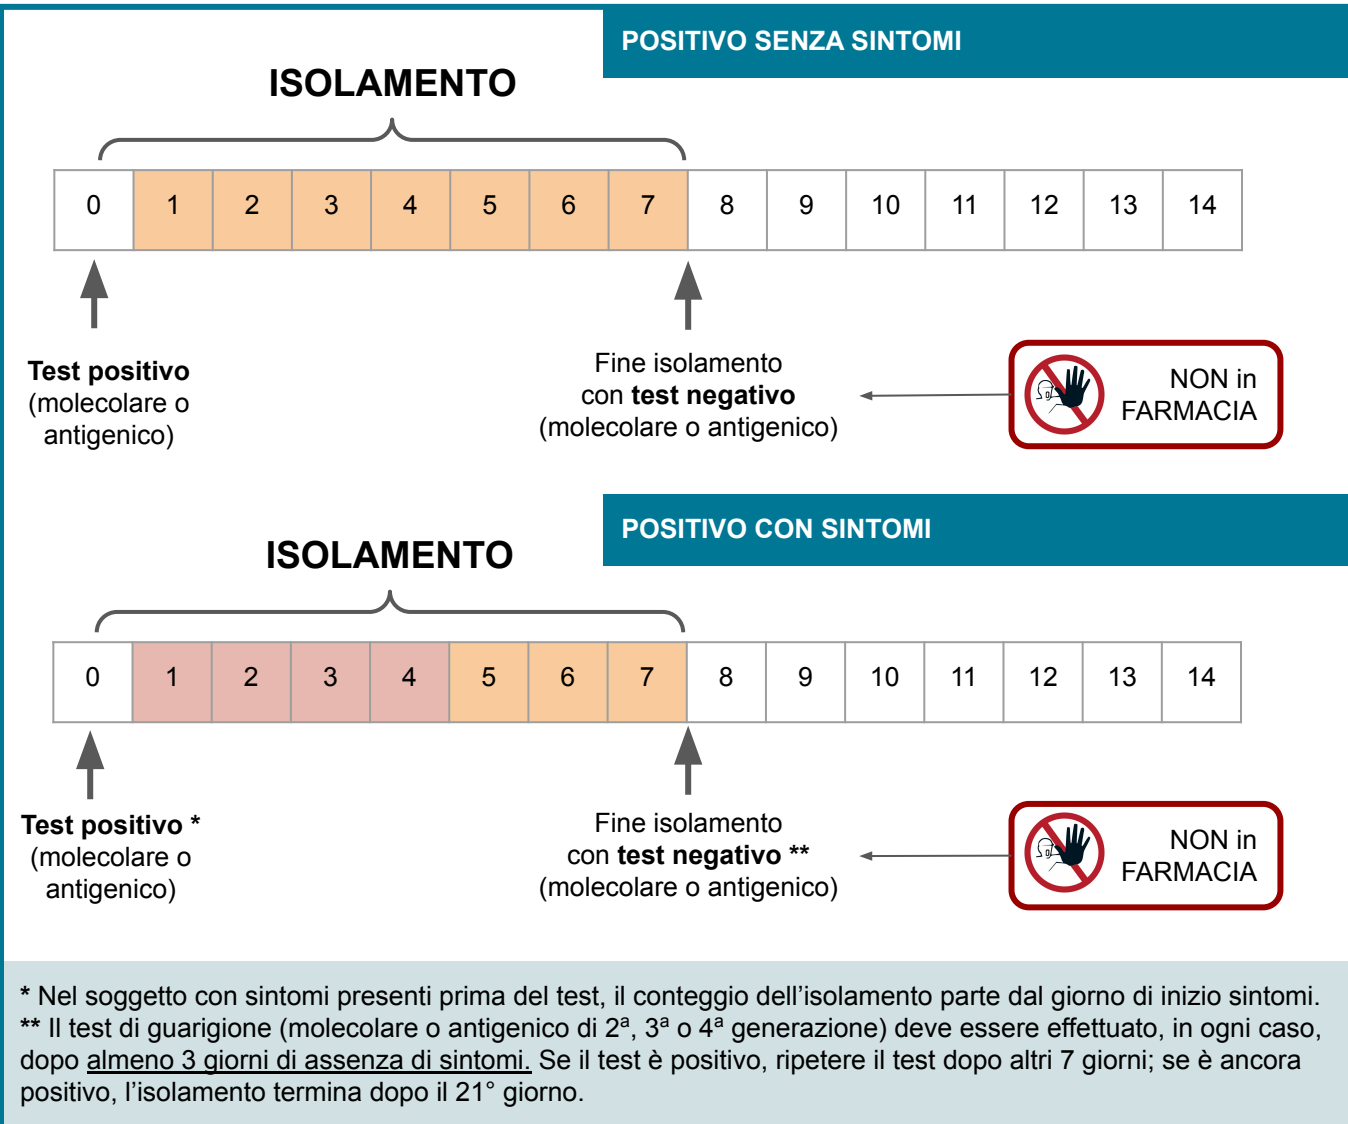 POSITIVO SENZA SINTOMI
ISOLAMENTO
0 1 2 3 4 5 6 7 8 9 10 11 12 13 14
Test positivo
(molecolare o
antigenico)
Fine isolamento
con test negativo
(molecolare o antigenico)
NON in
FARMACIA
POSITIVO CON SINTOMI
ISOLAMENTO
0 1 2 3 4 5 6 7 8 9 10 11 12 13 14
Test positivo *
(molecolare o
antigenico)
Fine isolamento
con test negativo **
(molecolare o antigenico)
NON in
FARMACIA
* Nel soggetto con sintomi presenti prima del test, il conteggio dell’isolamento parte dal giorno di inizio sintomi.
** Il test di guarigione (molecolare o antigenico di 2ª, 3ª o 4ª generazione) deve essere effettuato, in ogni caso,
dopo almeno 3 giorni di assenza di sintomi. Se il test è positivo, ripetere il test dopo altri 7 giorni; se è ancora
positivo, l’isolamento termina dopo il 21° giorno.